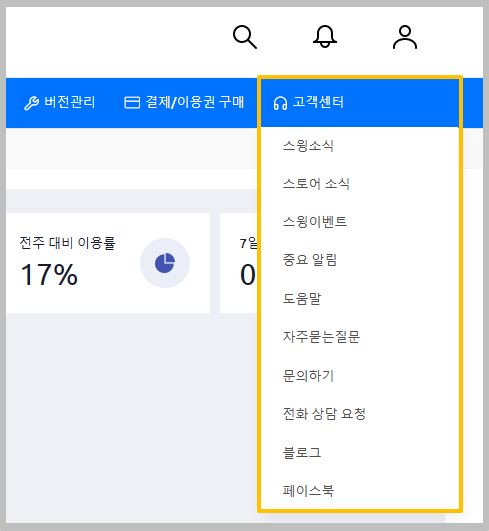 버전관리
결제/이용권 구매
고객센터
스윙소식
스토어 소식
스윙이벤트
중요 알림
도움말
자주묻는질문
문의하기
전화 상담 요청
블로그
페이스북
전주 대비 이용률
17%
7일
0